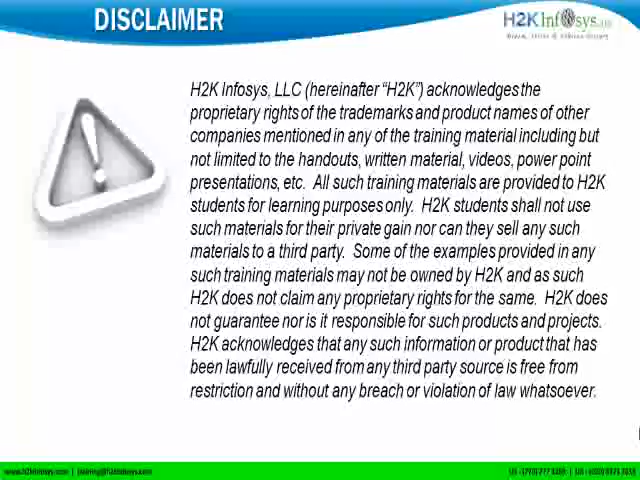 DISCLAIMER
H2K Infosys, LLC
H2K Infosys, LLC (hereinafter “H2K”) acknowledges the
proprietary rights of the trademarks and product names of other
companies mentioned in any of the training material including but
not limited to the handouts, written material, videos, power point
presentations, etc. All such training materials are provided to H2K
students for learning purposes only. H2K students shall not use
such materials for their private gain nor can they sell any such
materials to a third party. Some of the examples provided in any
such training materials may not be owned by H2K and as such
H2K does not claim any proprietary rights for the same. H2K does
not guarantee nor is it responsible for such products and projects.
H2K acknowledges that any such information or product that has
been lawfully received from any third party source is free from
restriction and without any breach or violation of law whatsoever.
www.h2kinfosys.com |